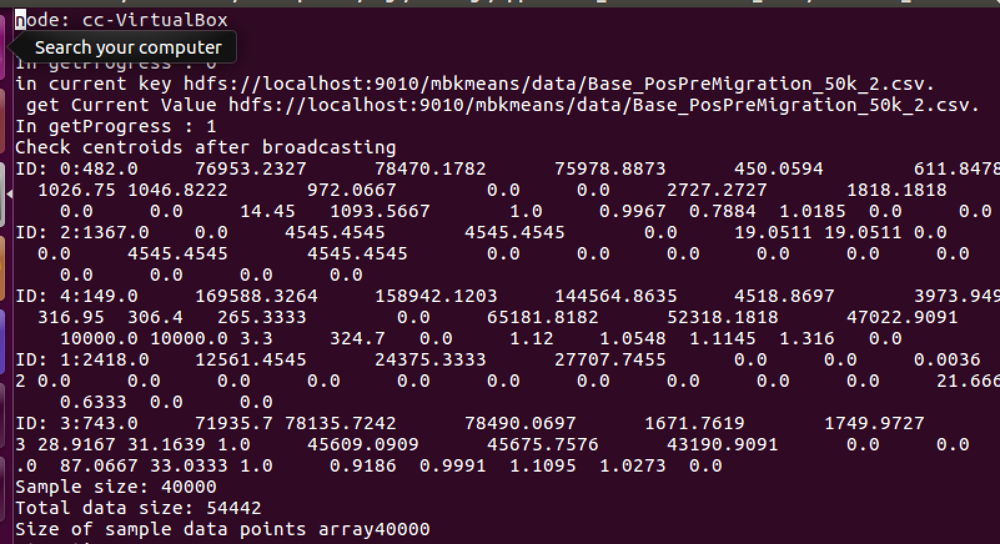 node: cc-VirtualBox
Search your computer
In getProgress : 0
in current key hdfs://localhost:9010/mbkmeans/data/Base_PosPreMigration_50k_2.csv.
get Current Value hdfs://localhost:9010/mbkmeans/data/Base_PosPreMigration_50k_2.csv.
In getProgress : 1
Check centroids after broadcasting
ID: 0:482.0 76953.2327 78470.1782 75978.8873 450.0594 611.8478
1026.75 1046.8222 972.0667 0.0 0.0 2727.2727 1818.1818
0.0 0.0 14.45 1093.5667 1.0 0.9967 0.7884 1.0185 0.0 0.0
ID: 2:1367.0 0.0 4545.4545 4545.4545 0.0 19.0511 19.0511 0.0
0.0 4545.4545 4545.4545 0.0 0.0 0.0 0.0 0.0 0.0
0.0 0.0 0.0 0.0
ID: 4:149.0 169588.3264 158942.1203 144564.8635 4518.8697 3973.949
316.95 306.4 265.3333 0.0 65181.8182 52318.1818 47022.9091
10000.0 10000.0 3.3 324.7 0.0 1.12 1.0548 1.1145 1.316 0.0
ID: 1:2418.0 12561.4545 24375.3333 27707.7455 0.0 0.0 0.0036
2 0.0 0.0 0.0 0.0 0.0 0.0 0.0 0.0 0.0 0.0 21.666
0.6333 0.0 0.0
ID: 3:743.0 71935.7 78135.7242 78490.0697 1671.7619 1749.9727
3 28.9167 31.1639 1.0 45609.0909 45675.7576 43190.9091 0.0 0.0
.0 87.0667 33.0333 1.0 0.9186 0.9991 1.1095 1.0273 0.0
Sample size: 40000
Total data size: 54442
Size of sample data points array40000